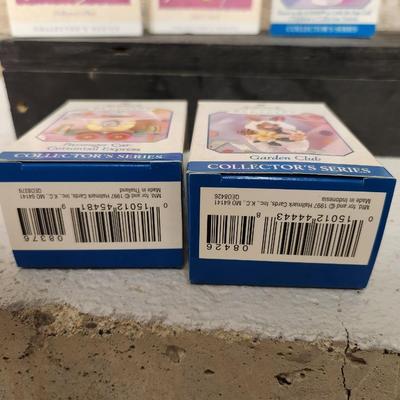 COLLECTOR'S SERIES
Passenger Car
Cottontail Express
COLLECTOR'S SERIES
Mfd. for and © 1997 Hallmark Cards, Inc., K.C., MO 64141
Made in Thailand
QEO8376
0 15012 45481 9
08376
Garden Club
COLLECTOR'S SERIES
Mfd. for and © 1997 Hallmark Cards, Inc., K.C., MO 64141
Made in Indonesia
QEO8426
0 15012 44443 8
08426